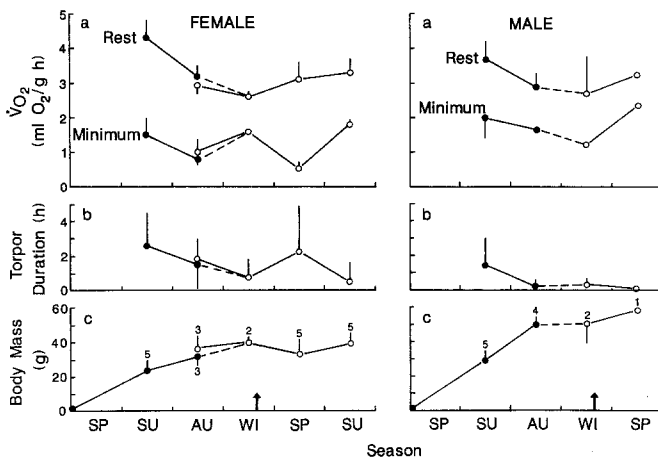 a FEMALE
5
4
3
2
1
0
Rest
Minimum
V̇O₂
(ml O₂/g h)
a MALE
Rest
Minimum
b
4
2
0
Torpor
Duration (h)
b
c
60
40
20
0
Body Mass
(g)
5 3 3 2 5 5
c
5 4 2 1
SP SU AU WI SP SU
SP SU AU WI SP
Season